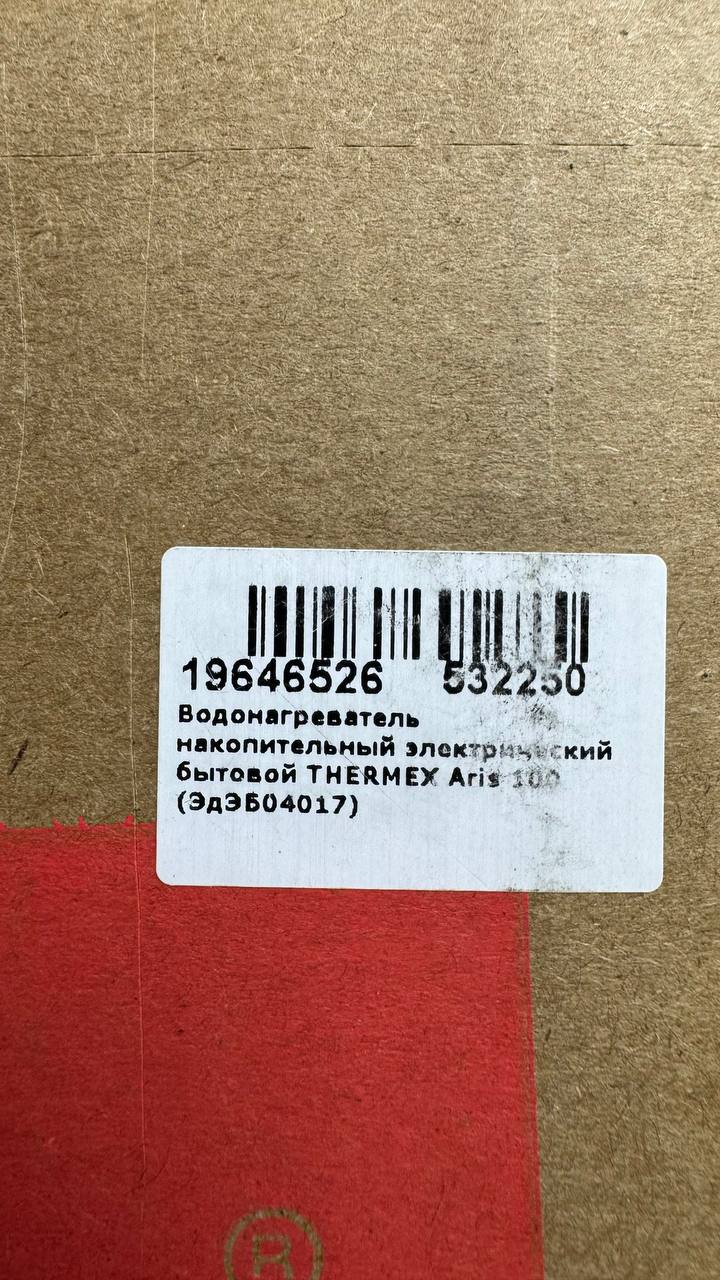 19646526 532250
Водонагреватель
накопительный электрический
бытовой THERMEX Aris 100
(ЭдЭБ04017)
®